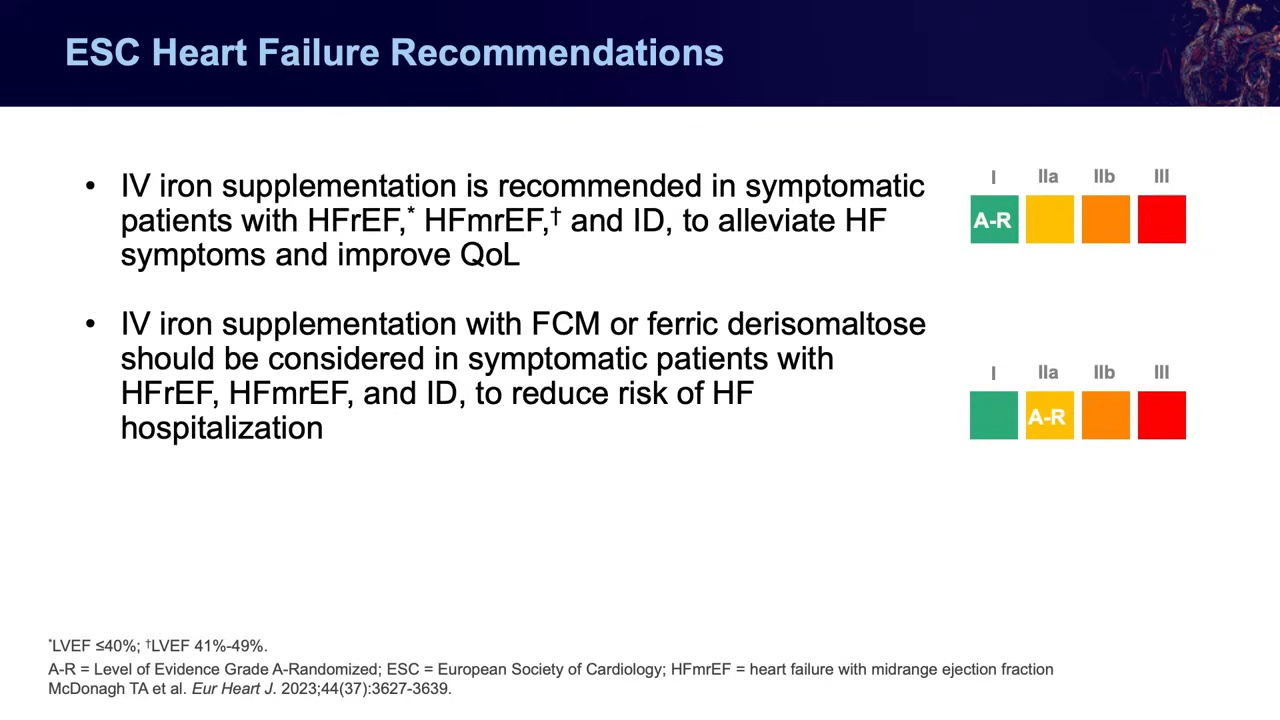 ESC Heart Failure Recommendations
• IV iron supplementation is recommended in symptomatic
patients with HFrEF,* HFmrEF,† and ID, to alleviate HF
symptoms and improve QoL
I IIa IIb III
A-R
• IV iron supplementation with FCM or ferric derisomaltose
should be considered in symptomatic patients with
HFrEF, HFmrEF, and ID, to reduce risk of HF
hospitalization
I IIa IIb III
A-R
*LVEF ≤40%; †LVEF 41%-49%.
A-R = Level of Evidence Grade A-Randomized; ESC = European Society of Cardiology; HFmrEF = heart failure with midrange ejection fraction
McDonagh TA et al. Eur Heart J. 2023;44(37):3627-3639.